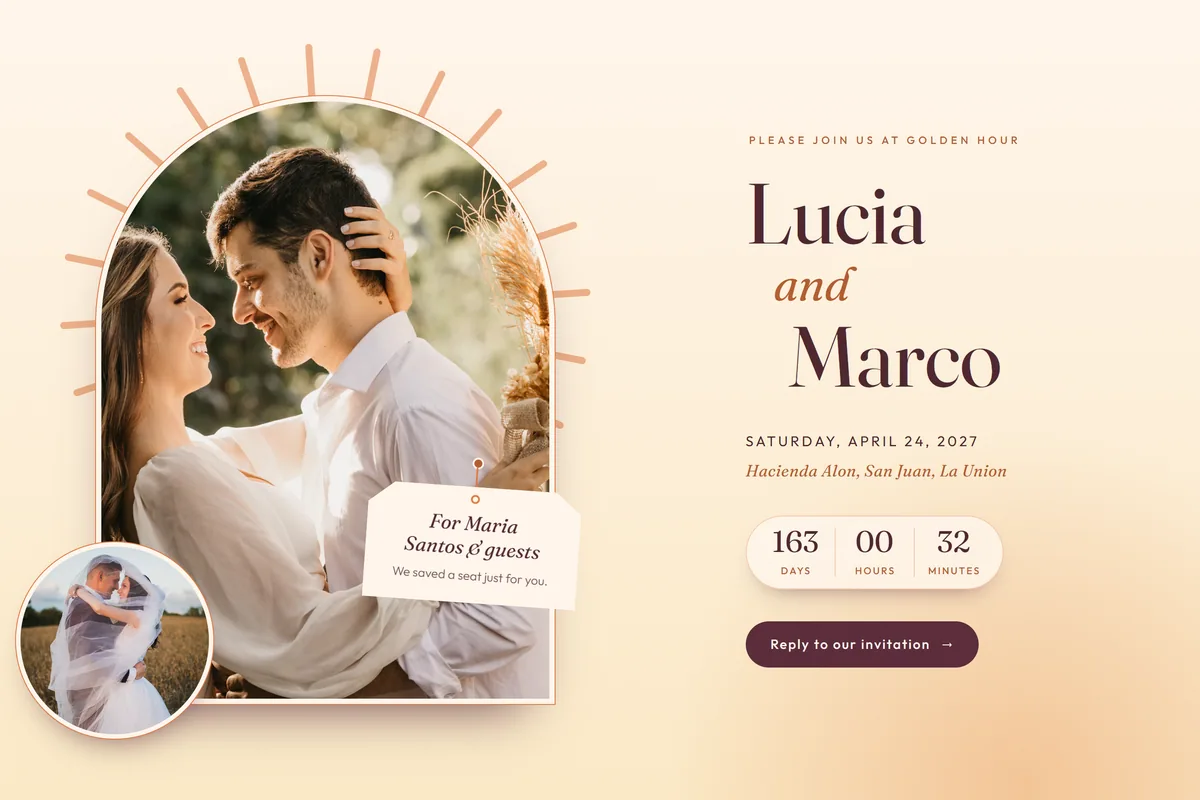 PLEASE JOIN US AT GOLDEN HOUR
Lucia
and
Marco
SATURDAY, APRIL 24, 2027
Hacienda Alon, San Juan, La Union
163 00 32
DAYS HOURS MINUTES
Reply to our invitation →
For Maria
Santos & guests
We saved a seat just for you.